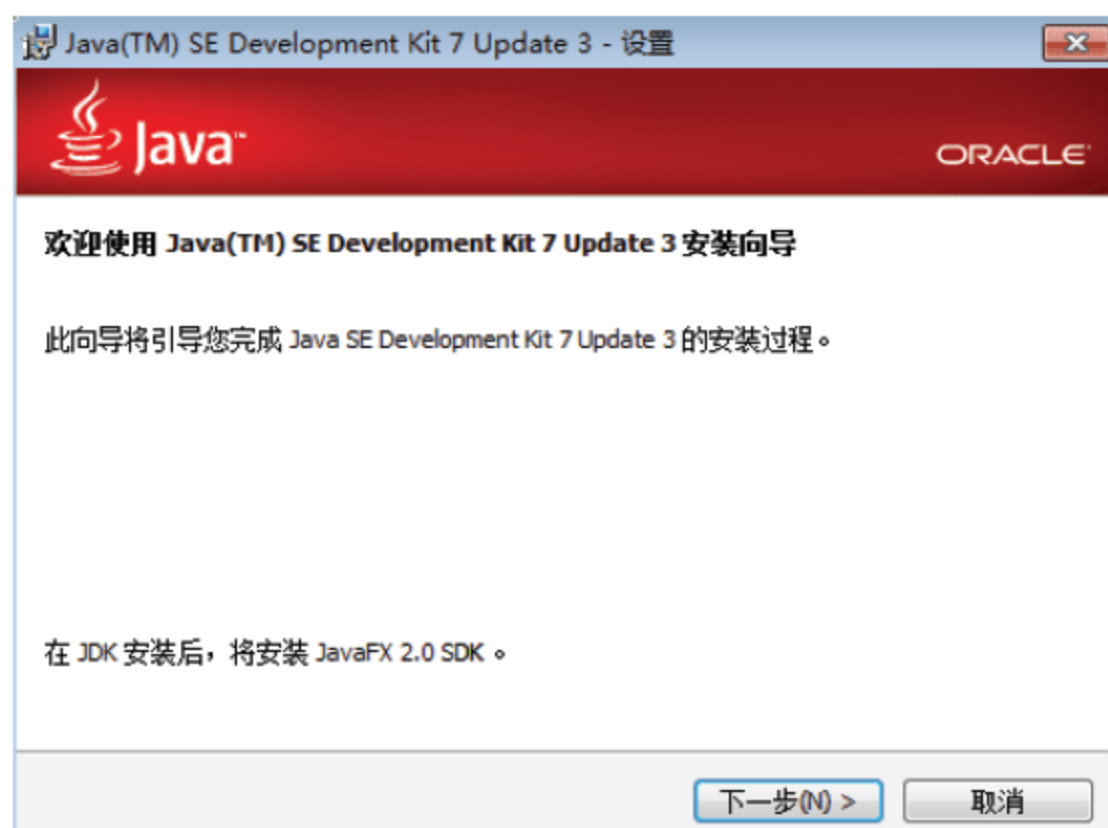 Java(TM) SE Development Kit 7 Update 3 - 设置
Java™
ORACLE
欢迎使用 Java(TM) SE Development Kit 7 Update 3 安装向导
此向导将引导您完成 Java SE Development Kit 7 Update 3 的安装过程。
在 JDK 安装后，将安装 JavaFX 2.0 SDK。
下一步(N) > 取消